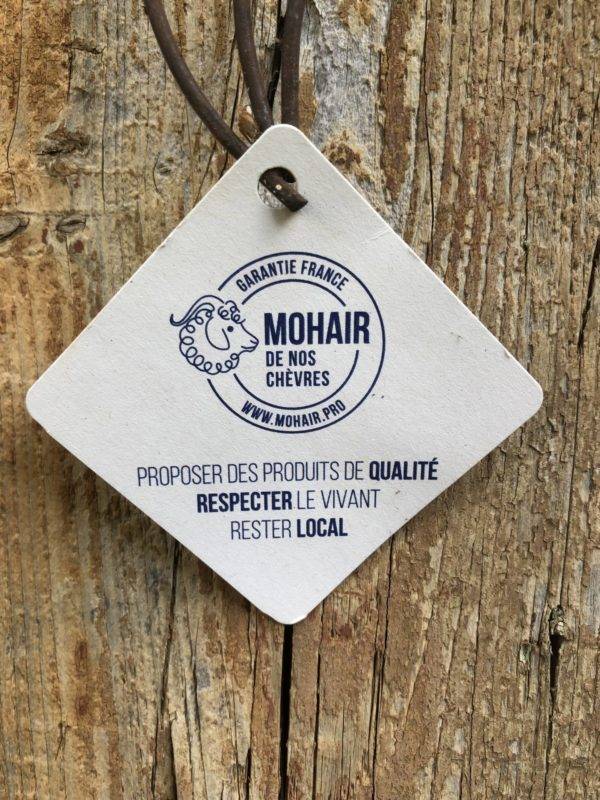 GARANTIE FRANCE
MOHAIR
DE NOS
CHÈVRES
WWW.MOHAIR.PRO
PROPOSER DES PRODUITS DE QUALITÉ
RESPECTER LE VIVANT
RESTER LOCAL